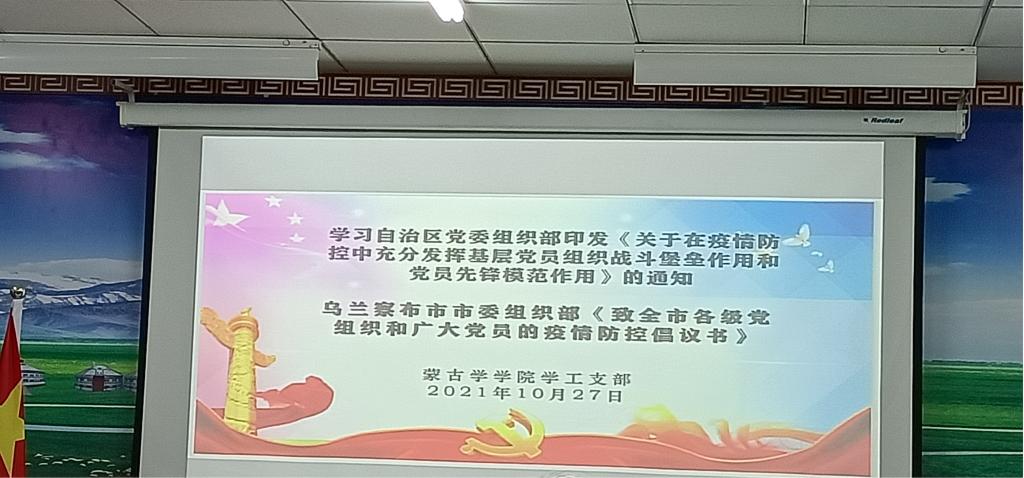 Redleaf
学习自治区党委组织部印发《关于在疫情防
控中充分发挥基层党员组织战斗堡垒作用和
党员先锋模范作用》的通知
乌兰察布市市委组织部《致全市各级党
组织和广大党员的疫情防控倡议书》
蒙古学学院学工支部
2021年10月27日